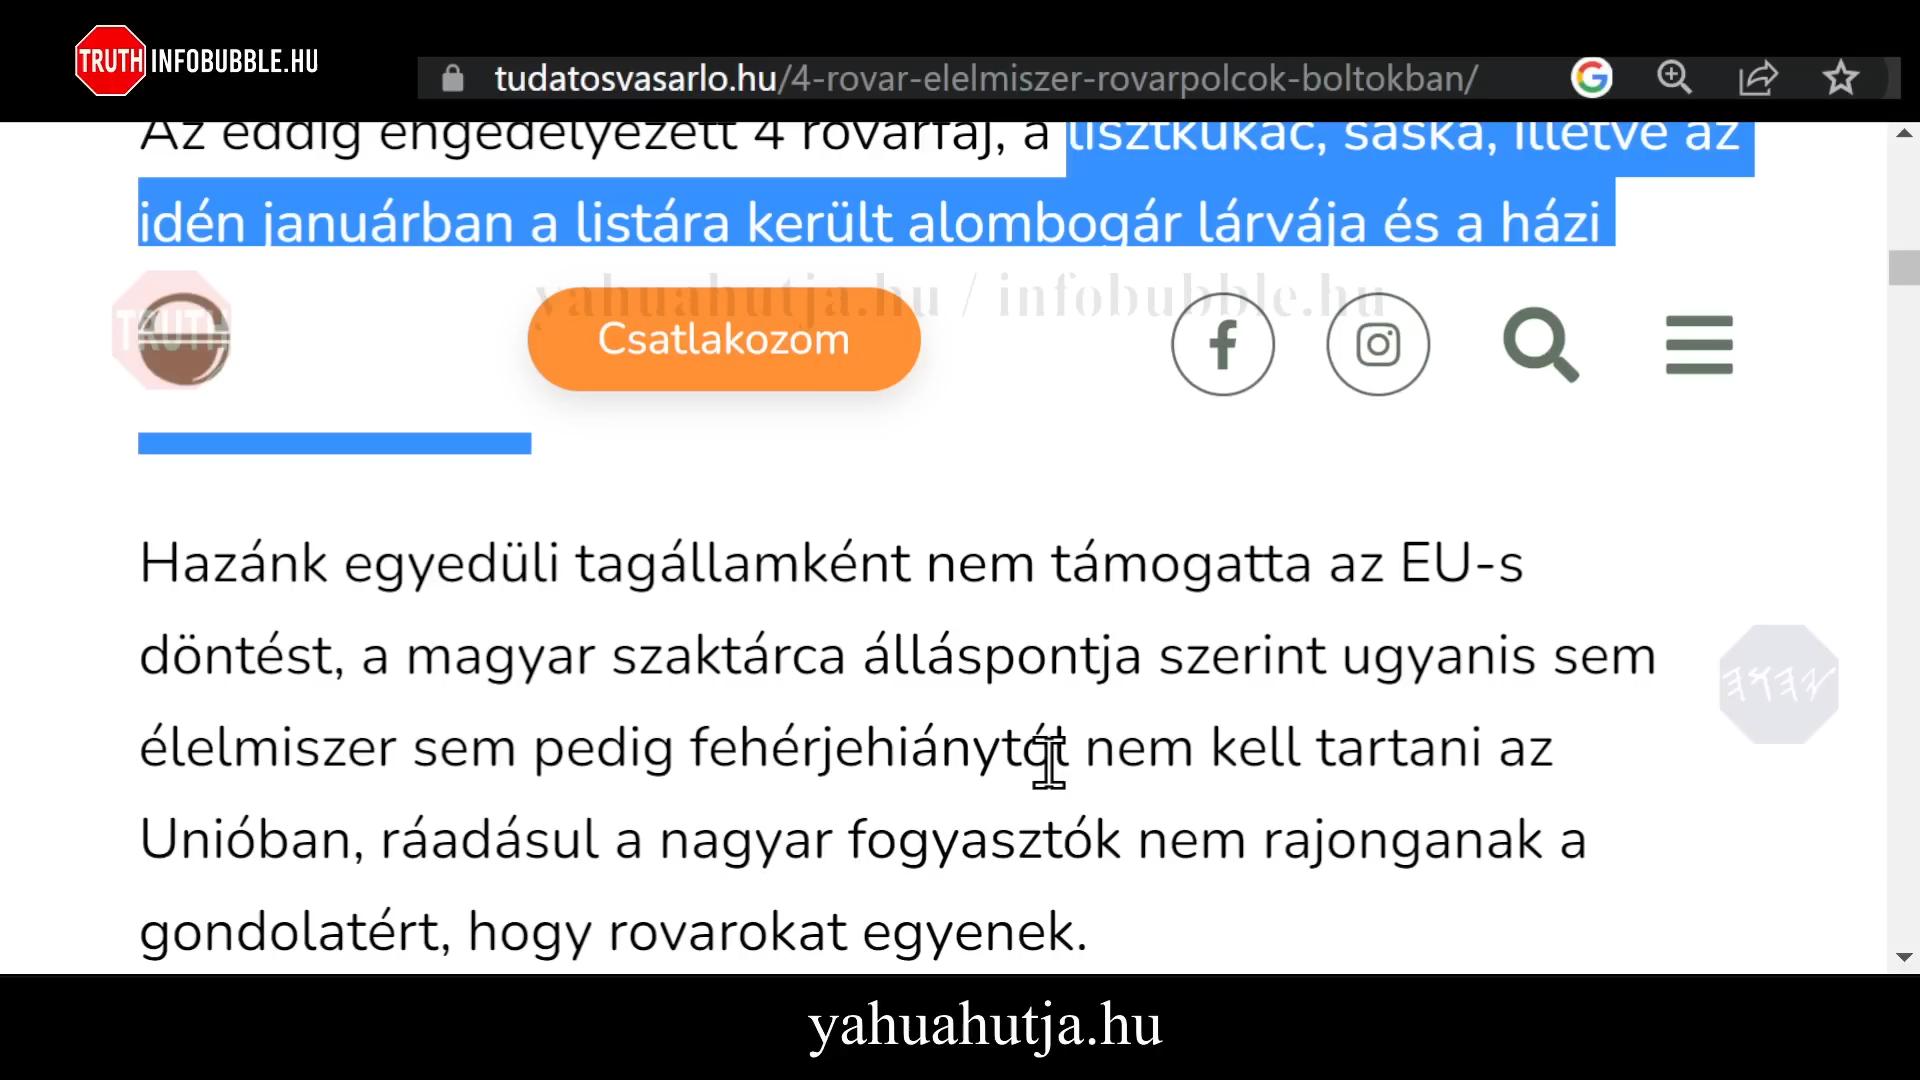 TRUTH INFOBUBBLE.HU
tudatosvasarlo.hu/4-rovar-elelmiszer-rovarpolcok-boltokban/
Az eddig engedélyezett 4 rovarfaj, a lisztkukac, sáska, illetve az
idén januárban a listára került alombogár lárvája és a házi
yahuahutja.hu / infobubble.hu
TRUTH
Csatlakozom
Hazánk egyedüli tagállamként nem támogatta az EU-s
döntést, a magyar szaktárca álláspontja szerint ugyanis sem
élelmiszer sem pedig fehérjehiánytót nem kell tartani az
Unióban, ráadásul a nagyar fogyasztók nem rajonganak a
gondolatért, hogy rovarokat egyenek.
yahuahutja.hu